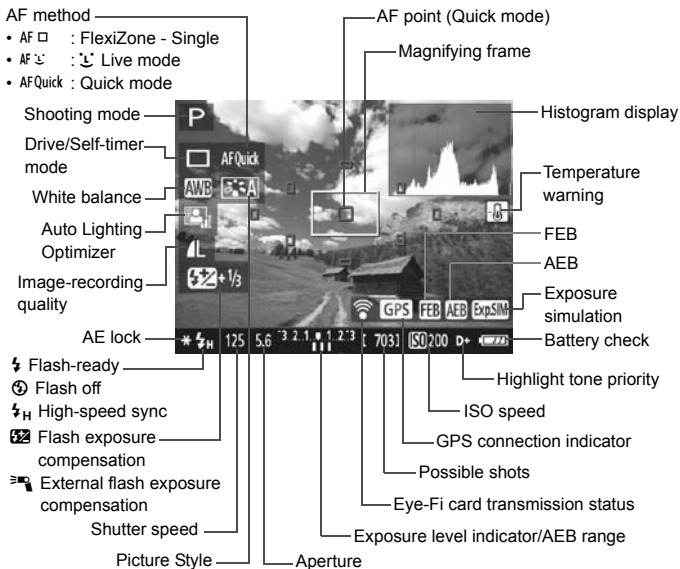 AF method
• AF □ : FlexiZone - Single
• AF : Live mode
• AFQuick : Quick mode
Shooting mode
Drive/Self-timer
mode
White balance
Auto Lighting
Optimizer
Image-recording
quality
AE lock
Flash-ready
Flash off
H High-speed sync
Flash exposure
compensation
External flash exposure
compensation
Shutter speed
Picture Style
Aperture
AF point (Quick mode)
Magnifying frame
Histogram display
Temperature
warning
FEB
AEB
Exposure
simulation
Battery check
Highlight tone priority
ISO speed
GPS connection indicator
Possible shots
Eye-Fi card transmission status
Exposure level indicator/AEB range
P
AFQuick
AWB
A
L
+1/3
GPS FEB AEB Exp.SIM
H 125 5.6 -3..2..1..▼..1..2..+3 [ 703] ISO 200 D+